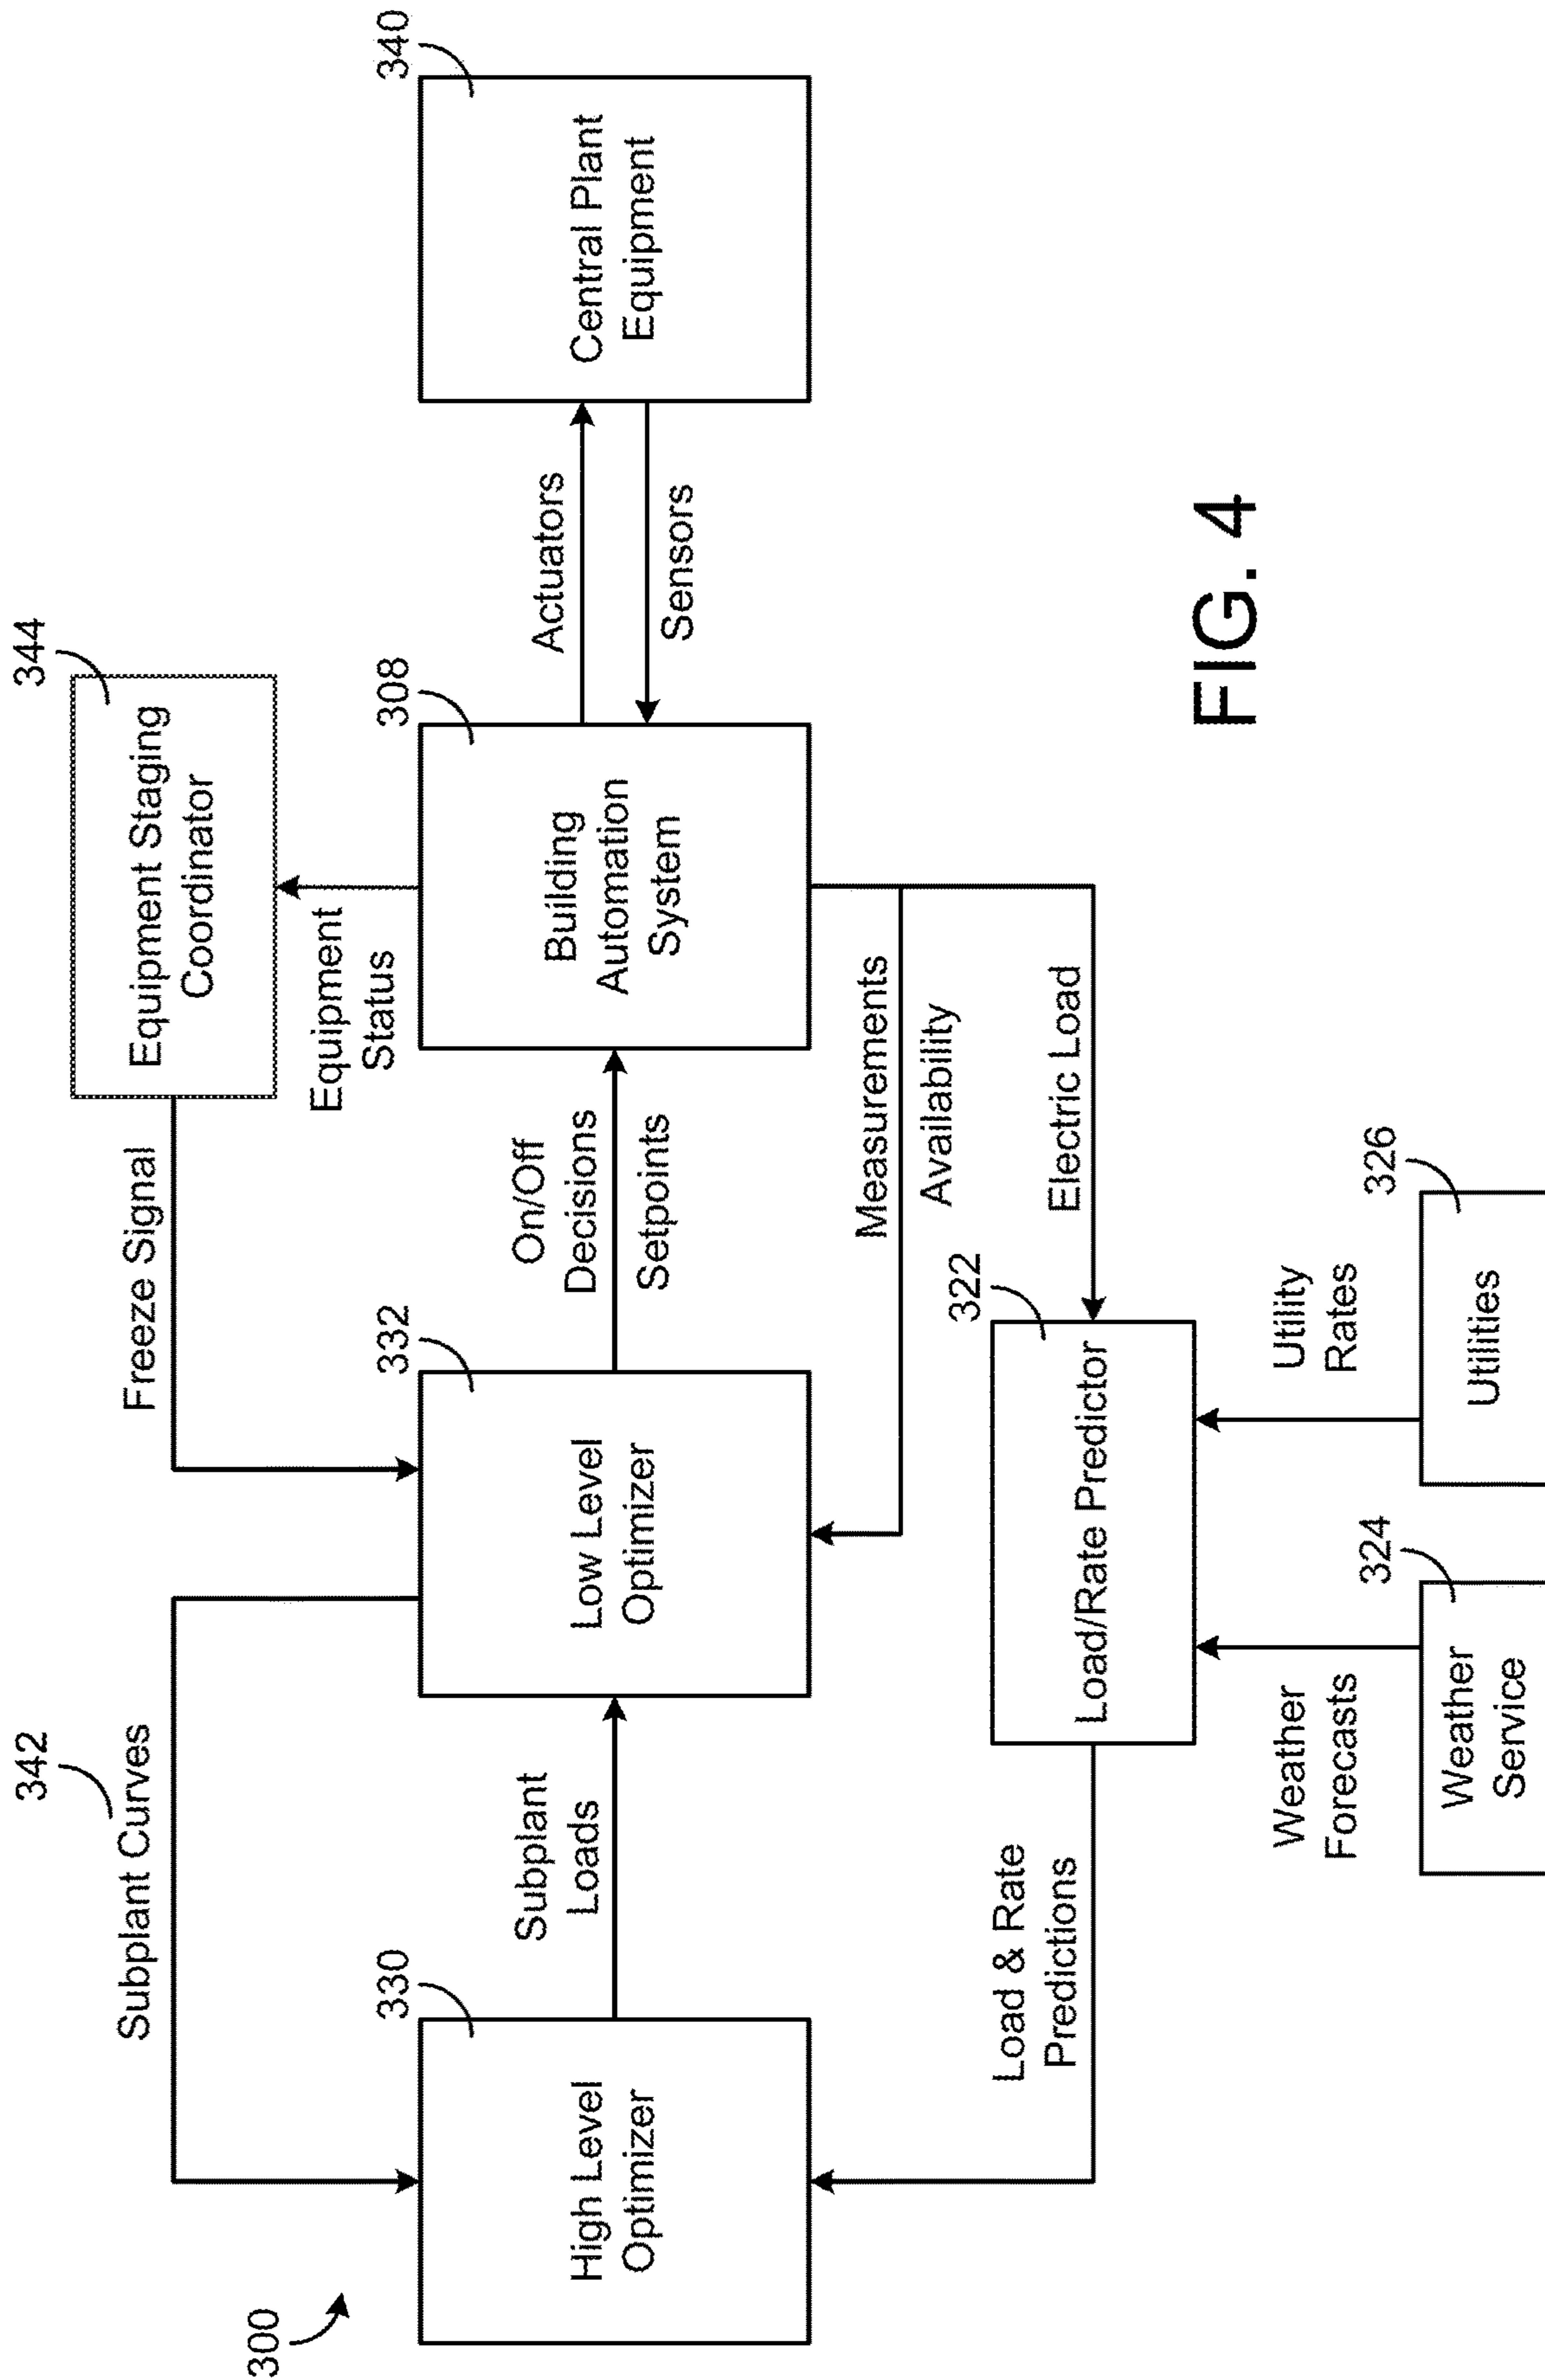 300
342
344
Subplant Curves
Freeze Signal
Equipment Staging
Coordinator
Equipment
Status
330
332
308
340
High Level
Optimizer
Subplant
Loads
Low Level
Optimizer
On/Off
Decisions
Setpoints
Building
Automation
System
Actuators
Sensors
Central Plant
Equipment
Measurements
Availability
Load & Rate
Predictions
322
Load/Rate Predictor
Electric Load
Weather
Forecasts
Utility
Rates
324
Weather
Service
326
Utilities
FIG. 4